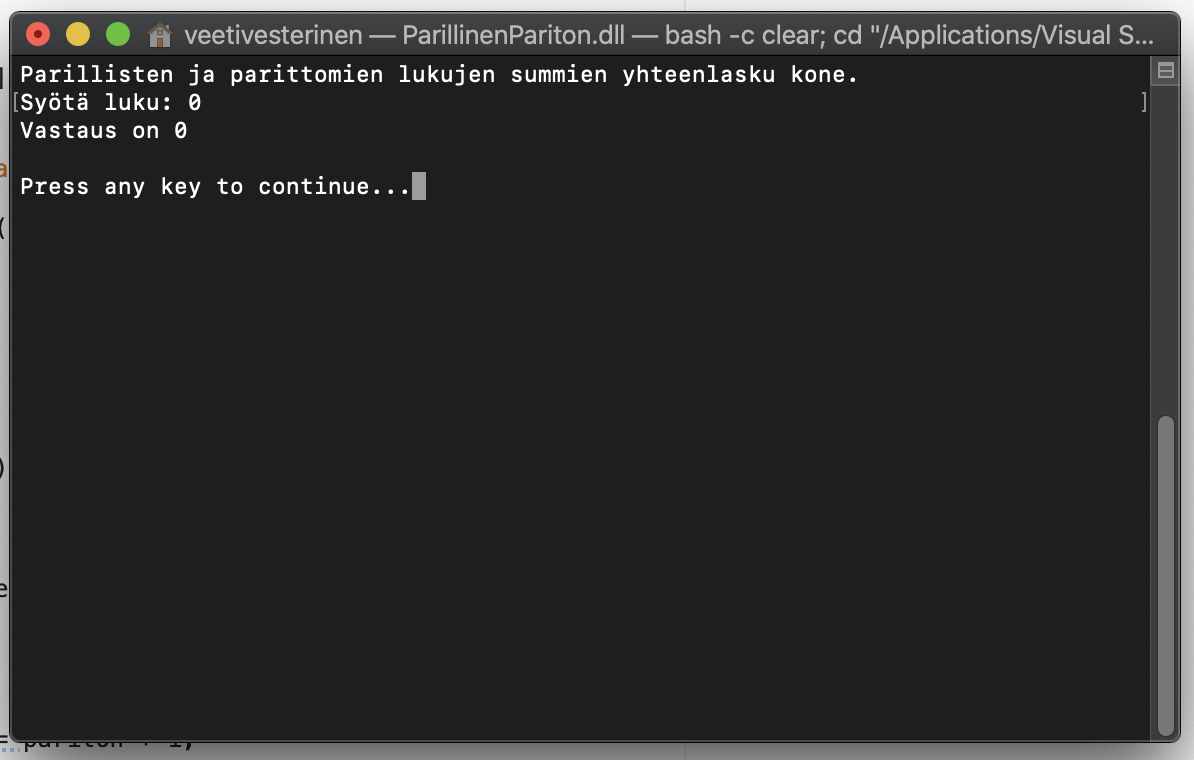 veetivesterinen — ParillinenPariton.dll — bash -c clear; cd "/Applications/Visual S...
Parillisten ja parittomien lukujen summien yhteenlasku kone.
[Syötä luku: 0 ]
Vastaus on 0
Press any key to continue...